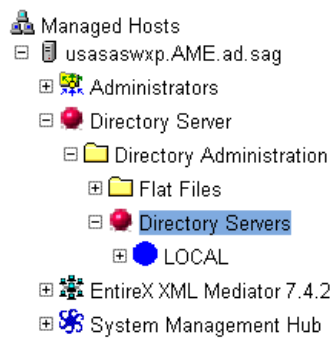 Managed Hosts
usasaswxp.AME.ad.sag
Administrators
Directory Server
Directory Administration
Flat Files
Directory Servers
LOCAL
EntireX XML Mediator 7.4.2
System Management Hub